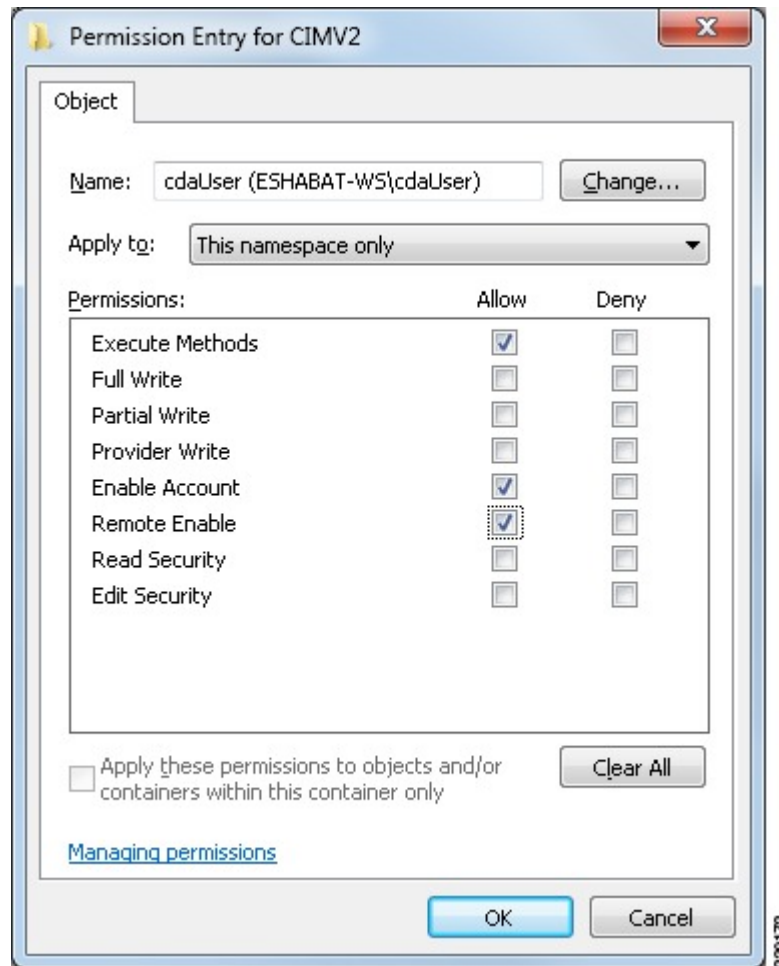 Permission Entry for CIMV2
Object
Name: cdaUser (ESHABAT-WS\cdaUser) Change...
Apply to: This namespace only
Permissions: Allow Deny
Execute Methods
Full Write
Partial Write
Provider Write
Enable Account
Remote Enable
Read Security
Edit Security
Apply these permissions to objects and/or
containers within this container only
Clear All
Managing permissions
OK Cancel